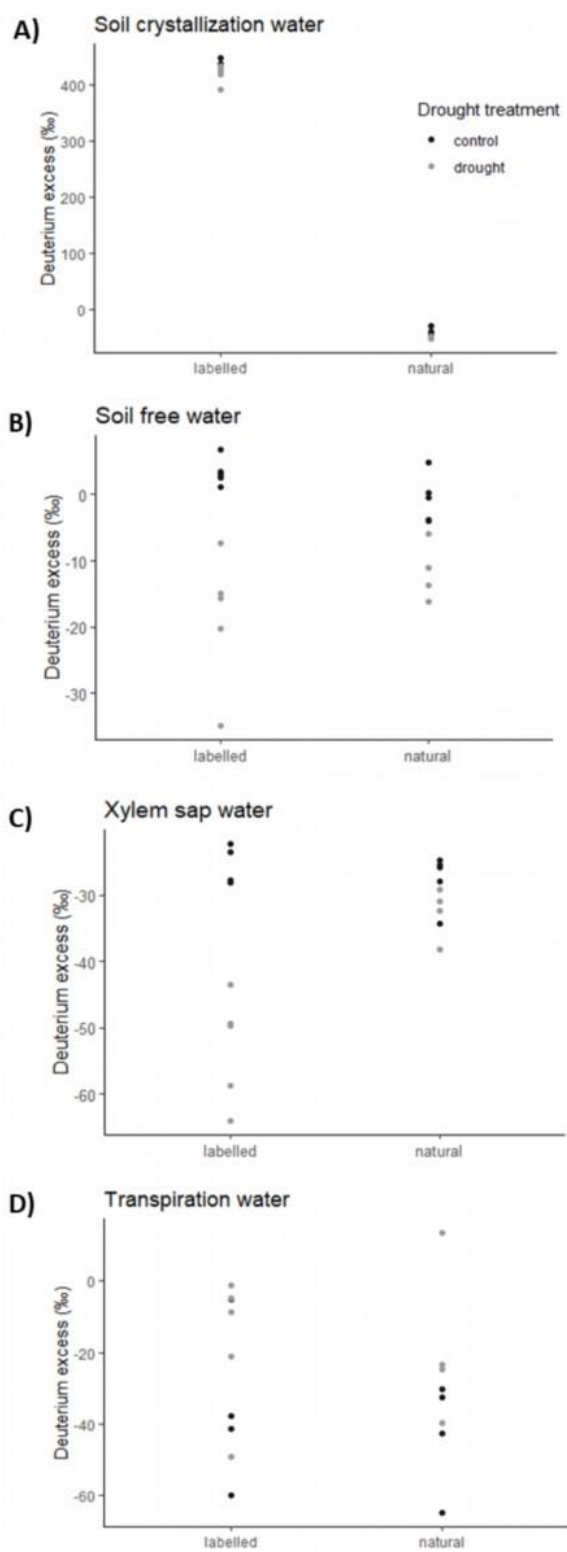 A)
Soil crystallization water
Deuterium excess (‰)
400
300
200
100
0
Drought treatment
control
drought
labelled
natural
B)
Soil free water
Deuterium excess (‰)
0
-10
-20
-30
labelled
natural
C)
Xylem sap water
Deuterium excess (‰)
-30
-40
-50
-60
labelled
natural
D)
Transpiration water
Deuterium excess (‰)
0
-20
-40
-60
labelled
natural